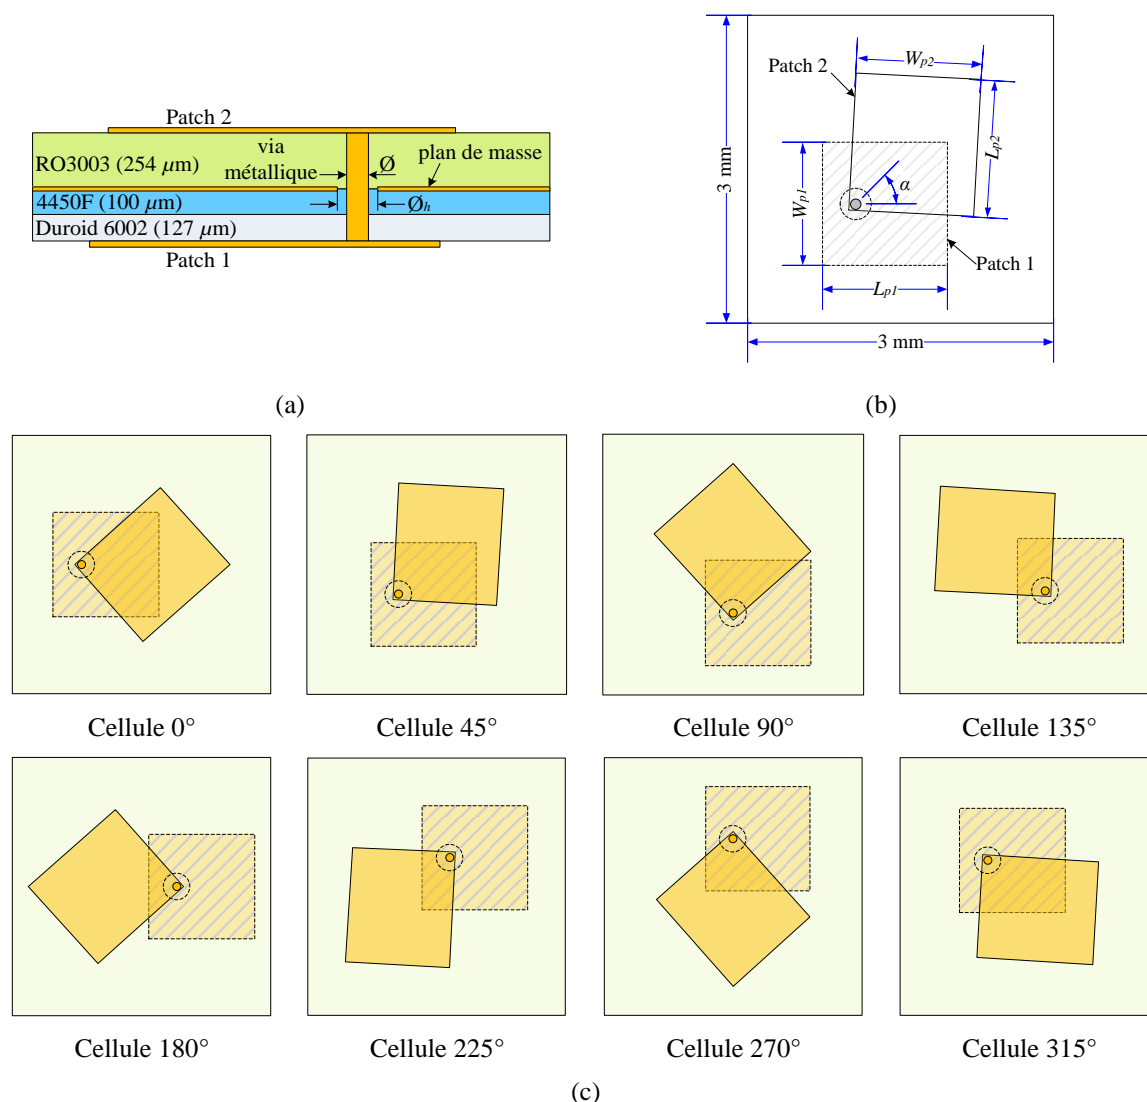 Patch 2
RO3003 (254 µm)
via
métallique
Ø
plan de masse
4450F (100 µm)
Øh
Duroid 6002 (127 µm)
Patch 1
(a)
Wp2
Patch 2
3 mm
Lp2
Wp1
α
Patch 1
Lp1
3 mm
(b)
Cellule 0°
Cellule 45°
Cellule 90°
Cellule 135°
Cellule 180°
Cellule 225°
Cellule 270°
Cellule 315°
(c)